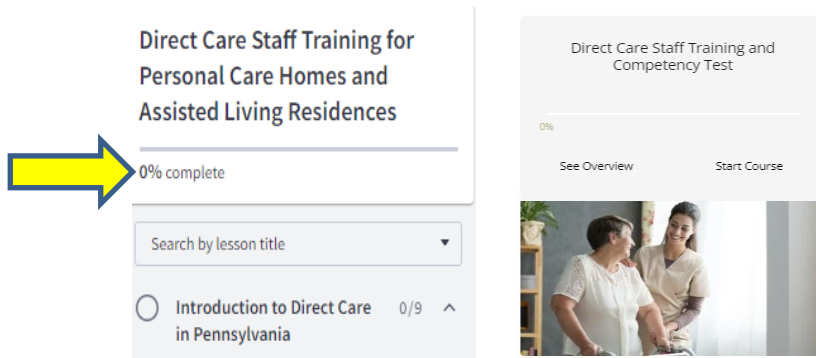 Direct Care Staff Training for
Personal Care Homes and
Assisted Living Residences
0% complete
Search by lesson title
Introduction to Direct Care 0/9
in Pennsylvania
Direct Care Staff Training and
Competency Test
0%
See Overview Start Course